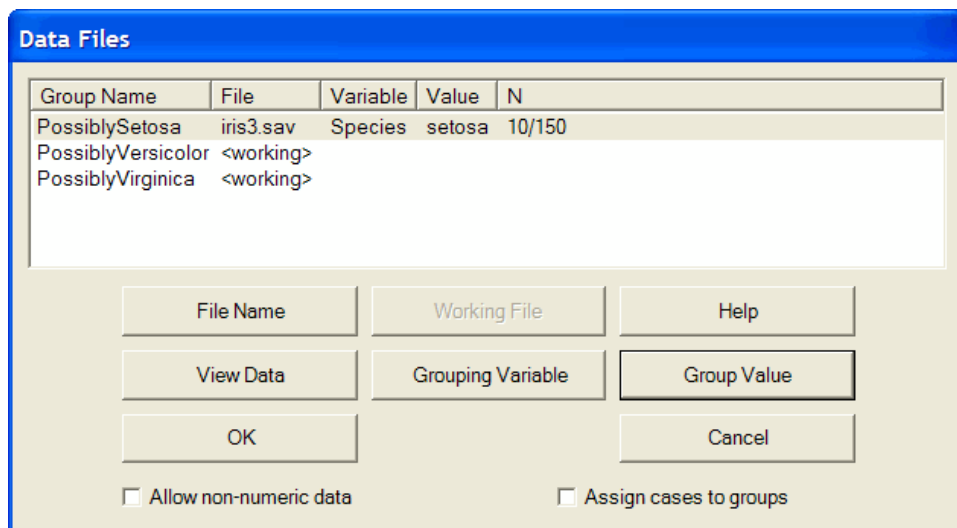 Data Files
Group Name File Variable Value N
PossiblySetosa iris3.sav Species setosa 10/150
PossiblyVersicolor <working>
PossiblyVirginica <working>
File Name Working File Help
View Data Grouping Variable Group Value
OK Cancel
Allow non-numeric data Assign cases to groups